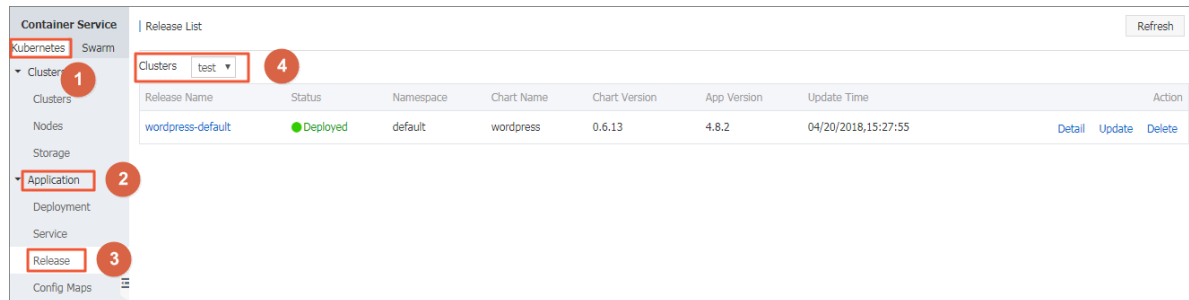 Container Service
Kubernetes Swarm
Clusters
1
Clusters
Nodes
Storage
Application 2
Deployment
Service
Release 3
Config Maps
Release List Refresh
Clusters test 4
Release Name Status Namespace Chart Name Chart Version App Version Update Time Action
wordpress-default Deployed default wordpress 0.6.13 4.8.2 04/20/2018,15:27:55 Detail Update Delete